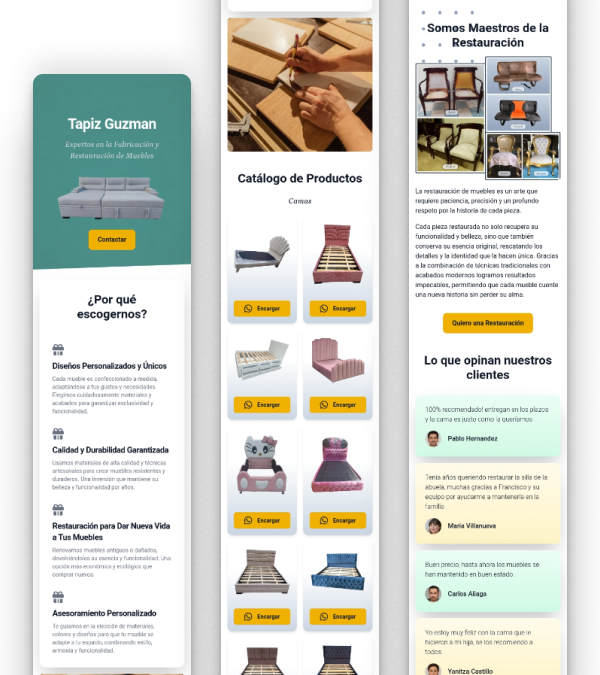 Tapiz Guzman
Expertos en la Fabricación y
Restauración de Muebles
Contactar
¿Por qué
escogernos?
Diseños Personalizados y Únicos
Cada mueble es confeccionado a medida,
adaptándose a tus gustos y necesidades.
Elegimos cuidadosamente materiales y
acabados para garantizar exclusividad y
funcionalidad.
Calidad y Durabilidad Garantizada
Usamos materiales de alta calidad y técnicas
artesanales para crear muebles resistentes y
duraderos. Una inversión que mantiene su
belleza y funcionalidad por años.
Restauración para Dar Nueva Vida
a Tus Muebles
Renovamos muebles antiguos o dañados,
devolviéndoles su esencia y funcionalidad. Una
opción más económica y ecológica que
comprar nuevos.
Asesoramiento Personalizado
Te guiamos en la elección de materiales,
colores y diseños para que tu mueble se
adapte a tu espacio, combinando estilo,
armonía y funcionalidad.
Catálogo de Productos
Camas
Encargar
Encargar
Encargar
Encargar
Encargar
Encargar
Encargar
Encargar
Somos Maestros de la
Restauración
La restauración de muebles es un arte que
requiere paciencia, precisión y un profundo
respeto por la historia de cada pieza.
Cada pieza restaurada no solo recupera su
funcionalidad y belleza, sino que también
conserva su esencia original, rescatando los
detalles y la identidad que la hacen única. Gracias
a la combinación de técnicas tradicionales con
acabados modernos logramos resultados
impecables, permitiendo que cada mueble cuente
una nueva historia sin perder su alma.
Quiero una Restauración
Lo que opinan nuestros
clientes
100% recomendado! entregan en los plazos
y la cama es justo como la queríamos.
Pablo Hernandez
Tenía años queriendo restaurar la silla de la
abuela, muchas gracias a Francisco y su
equipo por ayudarme a mantenerla en la
familia
Maria Villanueva
Buen precio, hasta ahora los muebles se
han mantenido en buen estado.
Carlos Aliaga
Yo estoy muy feliz con la cama que le
hicieron a mi hija, se los recomiendo a
todos.
Yanitza Castillo